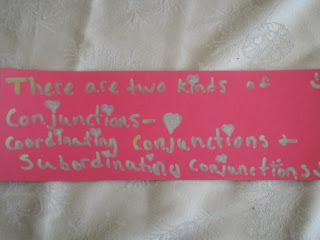 There are two kinds of
Conjunctions-
Coordinating Conjunctions +
Subordinating Conjunctions